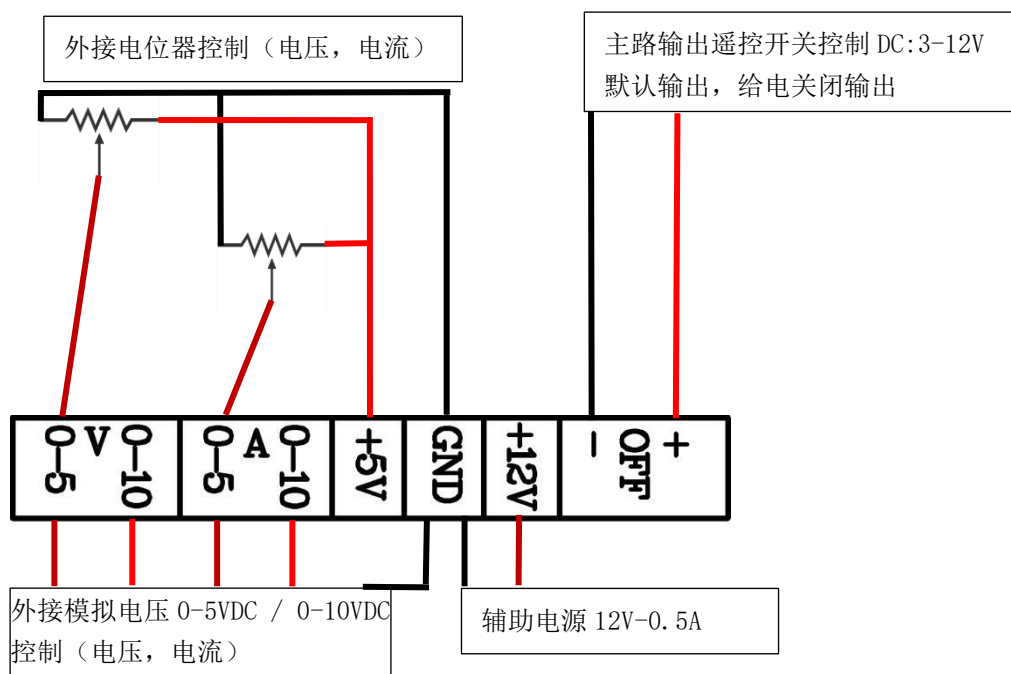 外接电位器控制（电压，电流）
主路输出遥控开关控制 DC:3-12V
默认输出，给电关闭输出
0-5 V 0-10
0-5 A 0-10
+5V
GND
+12V
- OFF +
外接模拟电压 0-5VDC / 0-10VDC
控制（电压，电流）
辅助电源 12V-0.5A